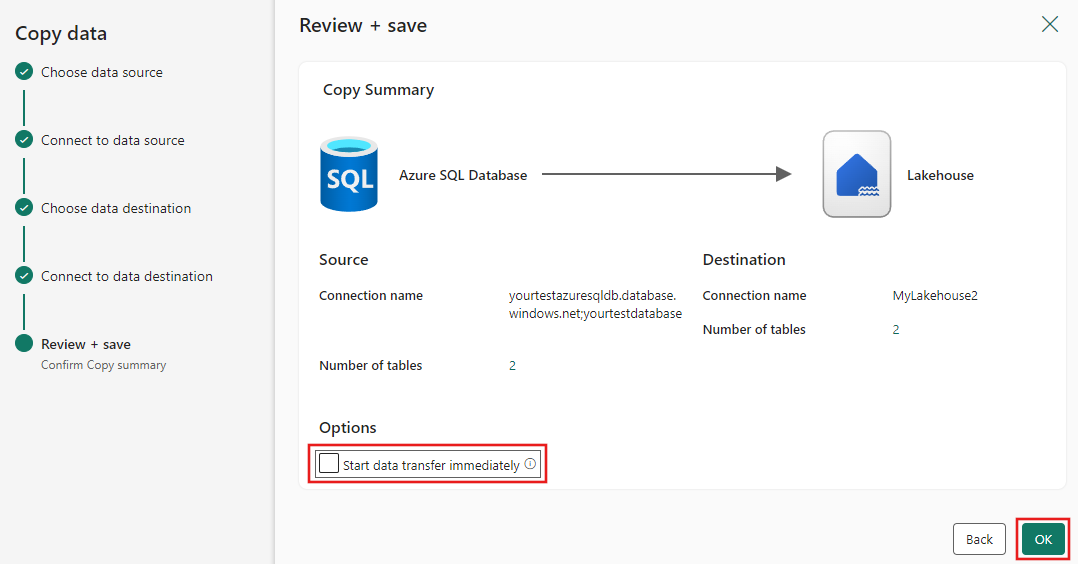 Copy data
Choose data source
Connect to data source
Choose data destination
Connect to data destination
Review + save
Confirm Copy summary
Review + save
Copy Summary
SQL
Azure SQL Database
Lakehouse
Source
Connection name
yourtestazuresqldb.database.
windows.net;yourtestdatabase
Number of tables
2
Destination
Connection name
MyLakehouse2
Number of tables
2
Options
Start data transfer immediately
Back
OK